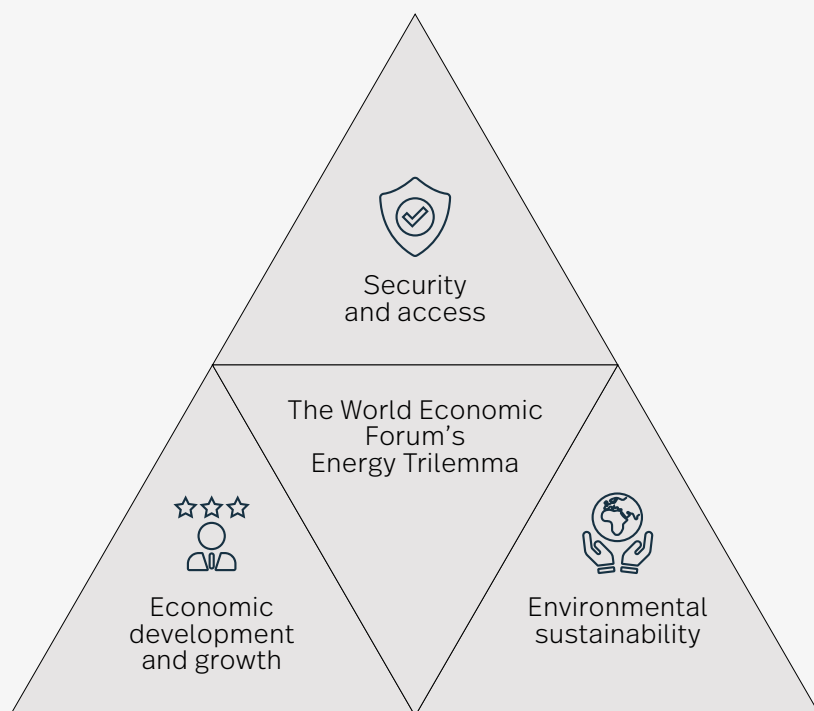 Security
and access
The World Economic
Forum’s
Energy Trilemma
Economic
development
and growth
Environmental
sustainability